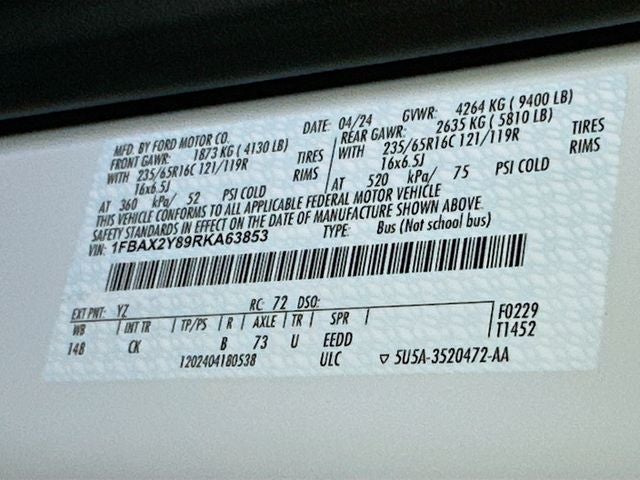 MFD. BY FORD MOTOR CO. DATE: 04/24 GVWR: 4264 KG ( 9400 LB)
FRONT GAWR: 1873 KG ( 4130 LB) REAR GAWR: 2635 KG ( 5810 LB)
WITH 235/65R16C 121/119R TIRES WITH 235/65R16C 121/119R TIRES
16x6.5J RIMS 16x6.5J RIMS
AT 360 kPa/ 52 PSI COLD AT 520 kPa/ 75 PSI COLD
THIS VEHICLE CONFORMS TO ALL APPLICABLE FEDERAL MOTOR VEHICLE
SAFETY STANDARDS IN EFFECT ON THE DATE OF MANUFACTURE SHOWN ABOVE.
VIN: 1FBAX2Y89RKA63853 TYPE: Bus (Not school bus)
EXT PNT: YZ RC: 72 DSO: F0229
WB INT TR TP/PS R AXLE TR SPR T1452
148 CK B 73 U EEDD
1202404180538 ULC ▽ 5U5A-3520472-AA